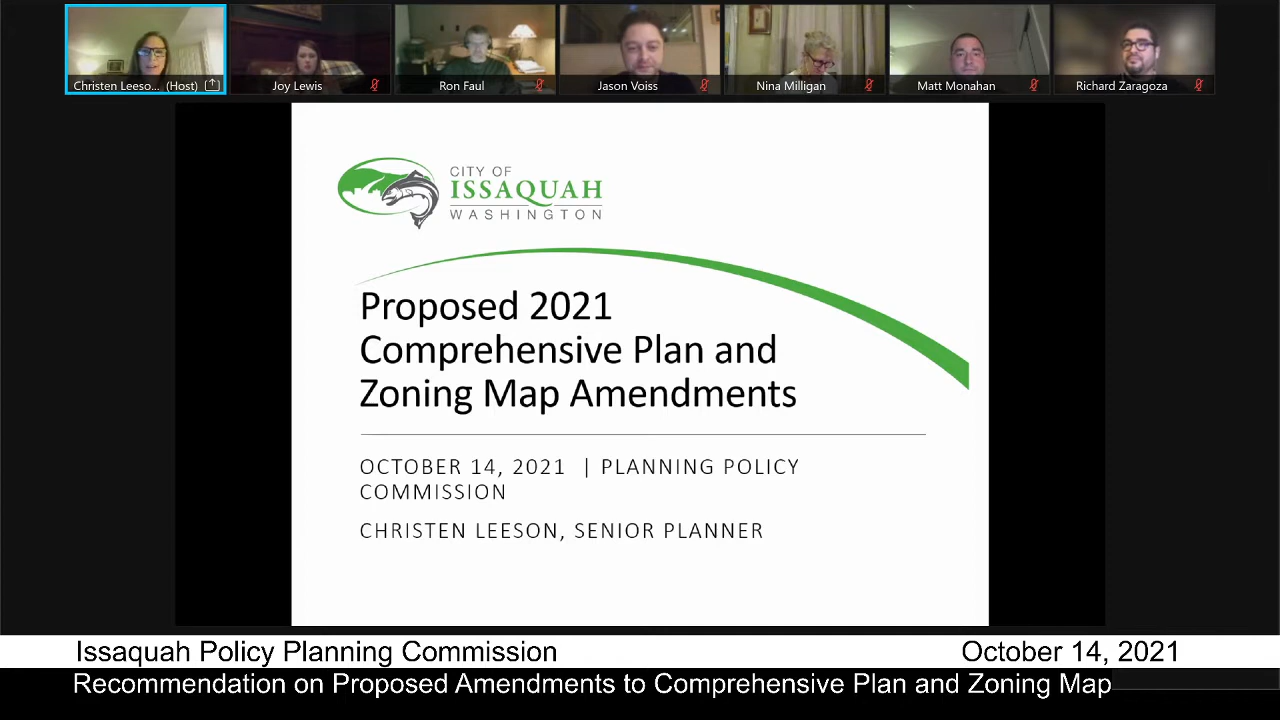 Christen Leeso... (Host)
Joy Lewis
Ron Faul
Jason Voiss
Nina Milligan
Matt Monahan
Richard Zaragoza
CITY OF
ISSAQUAH
WASHINGTON
Proposed 2021
Comprehensive Plan and
Zoning Map Amendments
OCTOBER 14, 2021 | PLANNING POLICY
COMMISSION
CHRISTEN LEESON, SENIOR PLANNER
Issaquah Policy Planning Commission October 14, 2021
Recommendation on Proposed Amendments to Comprehensive Plan and Zoning Map